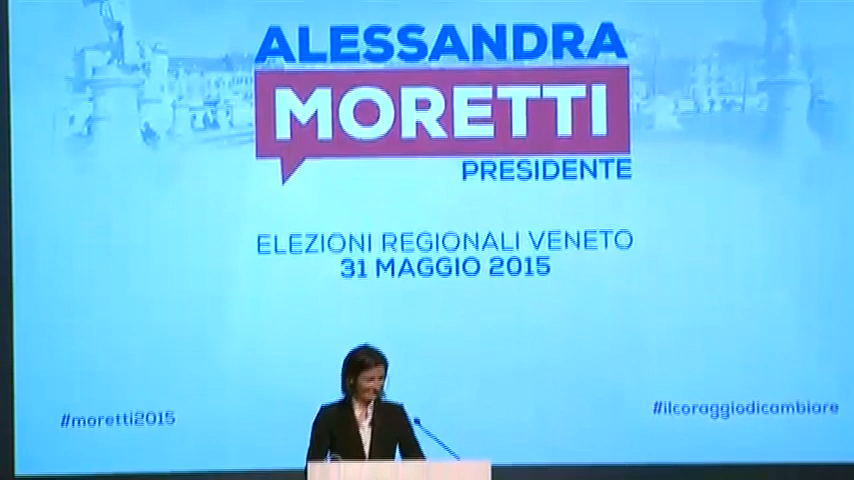 ALESSANDRA
MORETTI
PRESIDENTE
ELEZIONI REGIONALI VENETO
31 MAGGIO 2015
#moretti2015
#ilcoraggiodicambiare